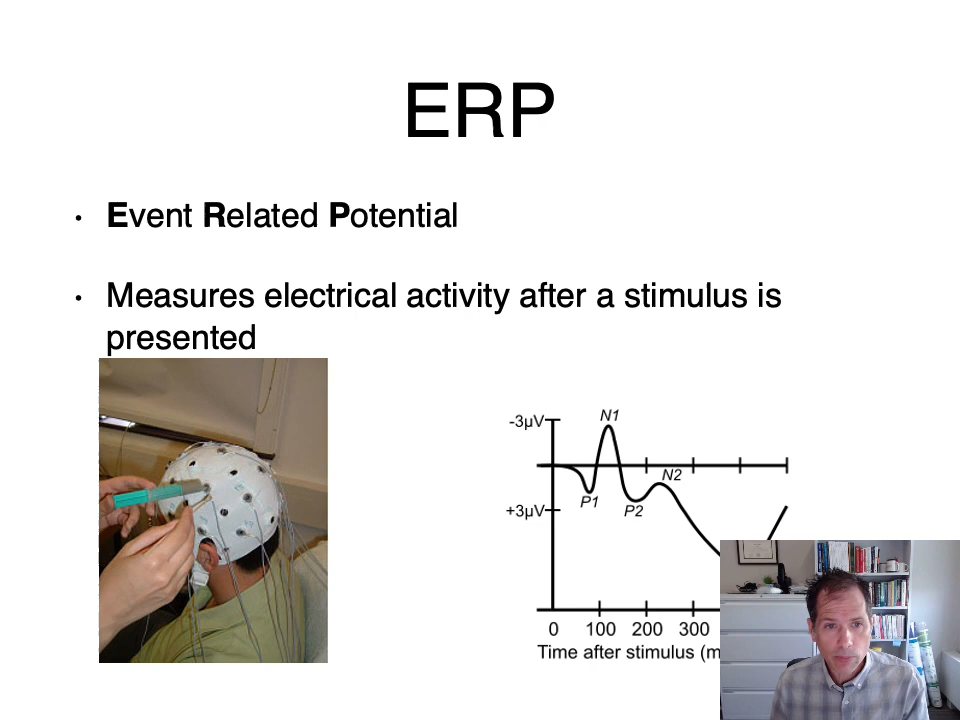 ERP
• Event Related Potential
• Measures electrical activity after a stimulus is
presented
-3µV
N1
N2
+3µV
P1
P2
0 100 200 300
Time after stimulus (m